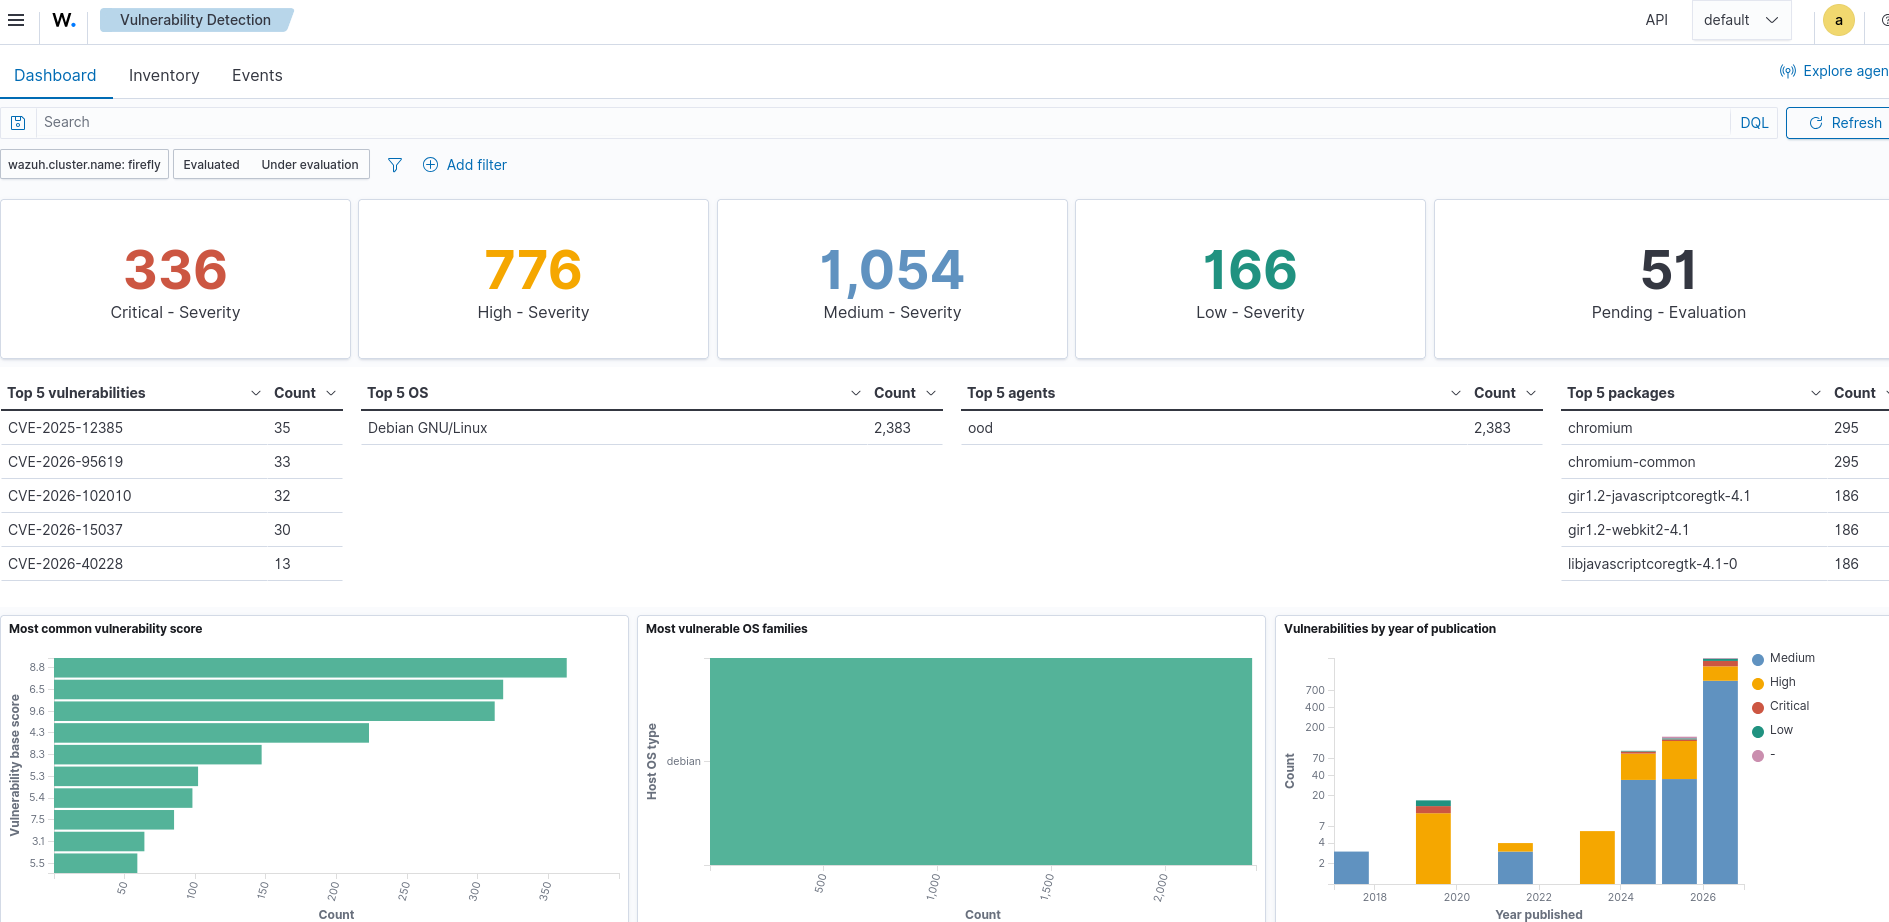 W. Vulnerability Detection API default a
Dashboard Inventory Events Explore agen
Search DQL Refresh
wazuh.cluster.name: firefly Evaluated Under evaluation Add filter
336 776 1,054 166 51
Critical - Severity High - Severity Medium - Severity Low - Severity Pending - Evaluation
Top 5 vulnerabilities Count Top 5 OS Count Top 5 agents Count Top 5 packages Count
CVE-2025-12385 35 Debian GNU/Linux 2,383 ood 2,383 chromium 295
CVE-2026-95619 33 chromium-common 295
CVE-2026-102010 32 gir1.2-javascriptcoregtk-4.1 186
CVE-2026-15037 30 gir1.2-webkit2-4.1 186
CVE-2026-40228 13 libjavascriptcoregtk-4.1-0 186
Most common vulnerability score
Vulnerability base score
8.8
6.5
9.6
4.3
8.3
5.3
5.4
7.5
3.1
5.5
50 100 150 200 250 300 350
Count
Most vulnerable OS families
Host OS type
debian
500 1,000 1,500 2,000
Count
Vulnerabilities by year of publication
Count
700
400
200
70
40
20
7
4
2
2018 2020 2022 2024 2026
Year published
Medium
High
Critical
Low
-